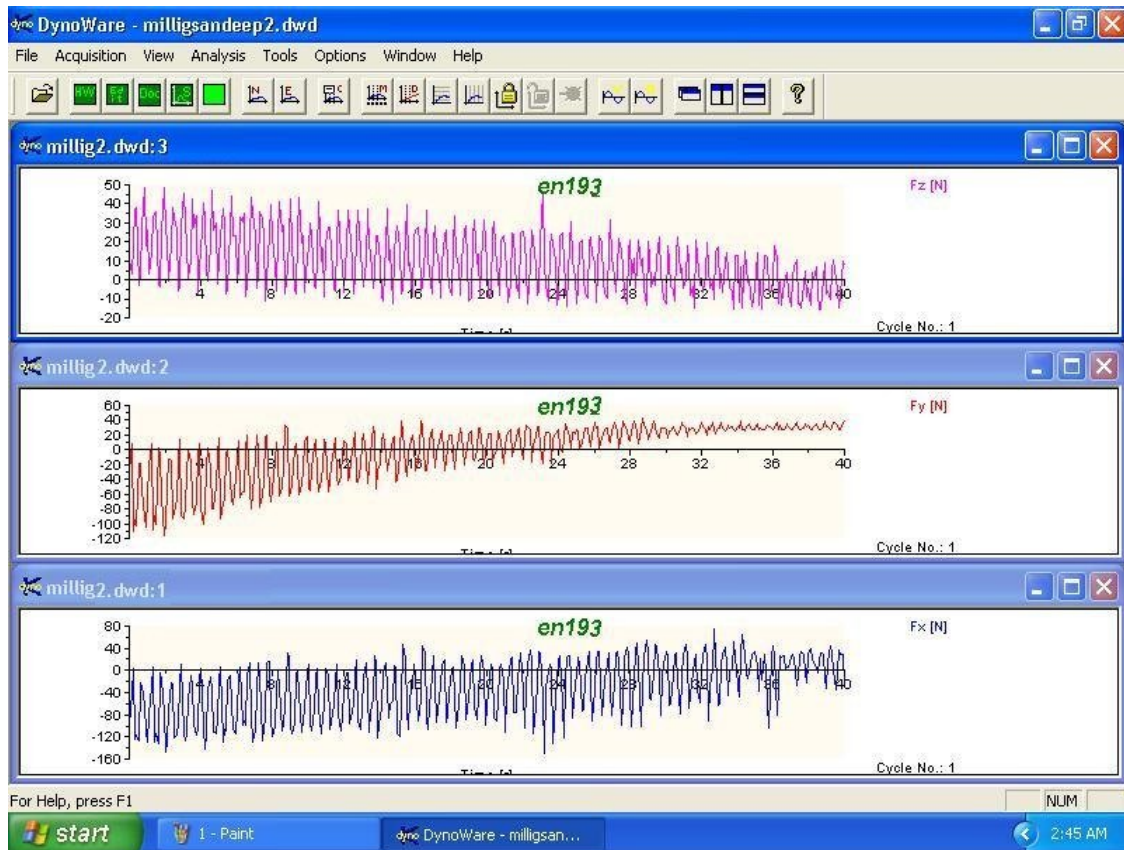 DynoWare - milligsandeep2.dwd
File Acquisition View Analysis Tools Options Window Help
millig2.dwd:3
en193
Fz [N]
50
40
30
20
10
0
-10
-20
4 8 12 16 20 24 28 32 36 40
Cycle No.: 1
millig2.dwd:2
en193
Fy [N]
60
40
20
0
-20
-40
-60
-80
-100
-120
4 8 12 16 20 24 28 32 36 40
Cycle No.: 1
millig2.dwd:1
en193
Fx [N]
80
40
0
-40
-80
-120
-160
4 8 12 16 20 24 28 32 36 40
Cycle No.: 1
For Help, press F1
NUM
start
1 - Paint
DynoWare - milligsan...
2:45 AM